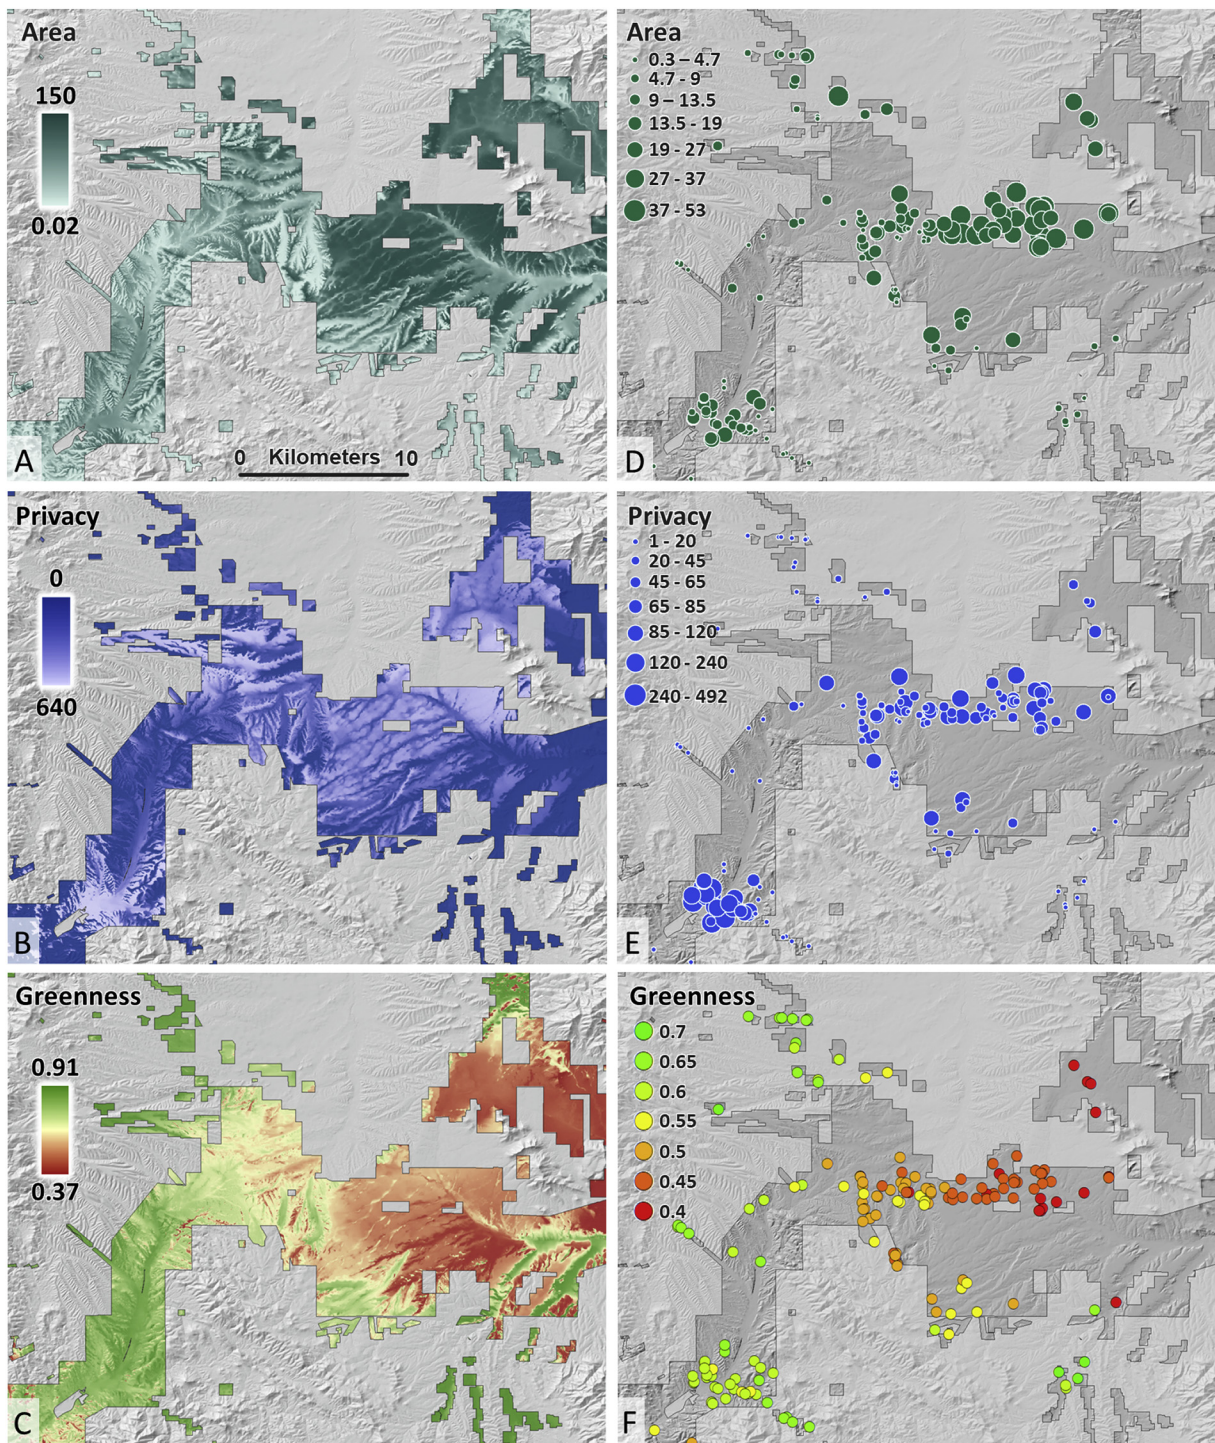 Area
150
0.02
0 Kilometers 10
A
Area
0.3 – 4.7
4.7 - 9
9 – 13.5
13.5 - 19
19 - 27
27 - 37
37 - 53
D
Privacy
0
640
B
Privacy
1 - 20
20 - 45
45 - 65
65 - 85
85 - 120
120 - 240
240 - 492
E
Greenness
0.91
0.37
C
Greenness
0.7
0.65
0.6
0.55
0.5
0.45
0.4
F